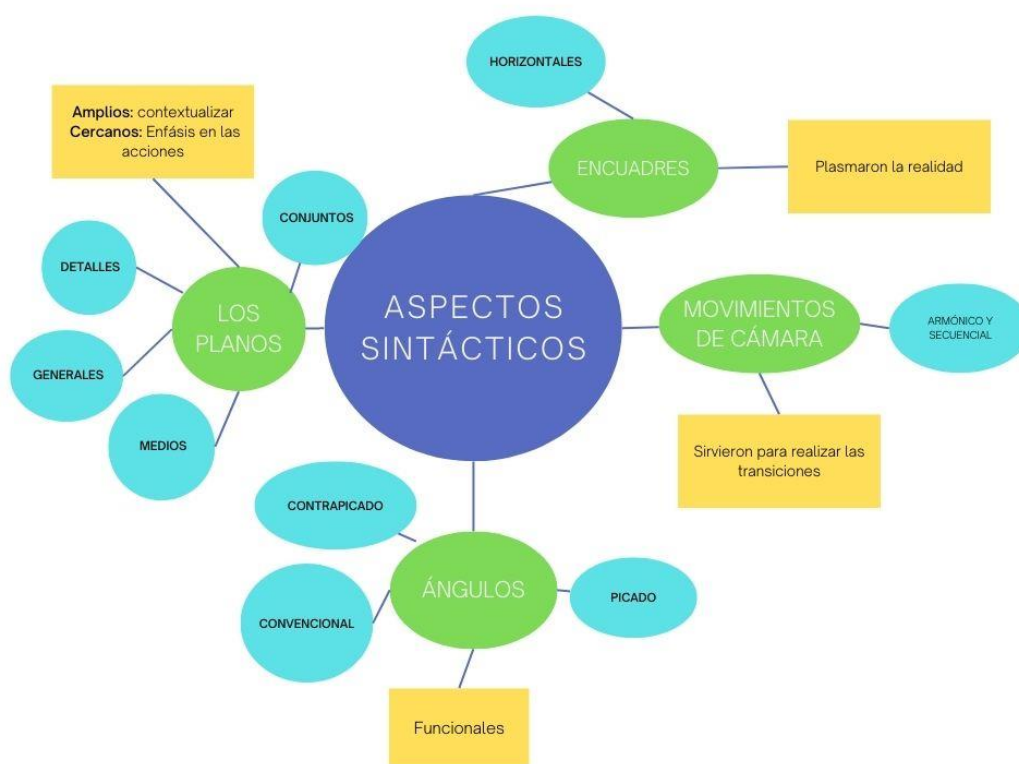 HORIZONTALES
Amplios: contextualizar
Cercanos: Enfásis en las
acciones
ENCUADRES
Plasmaron la realidad
CONJUNTOS
DETALLES
LOS
PLANOS
GENERALES
MEDIOS
ASPECTOS
SINTÁCTICOS
MOVIMIENTOS
DE CÁMARA
ARMÓNICO Y
SECUENCIAL
Sirvieron para realizar las
transiciones
CONTRAPICADO
ÁNGULOS
CONVENCIONAL
PICADO
Funcionales